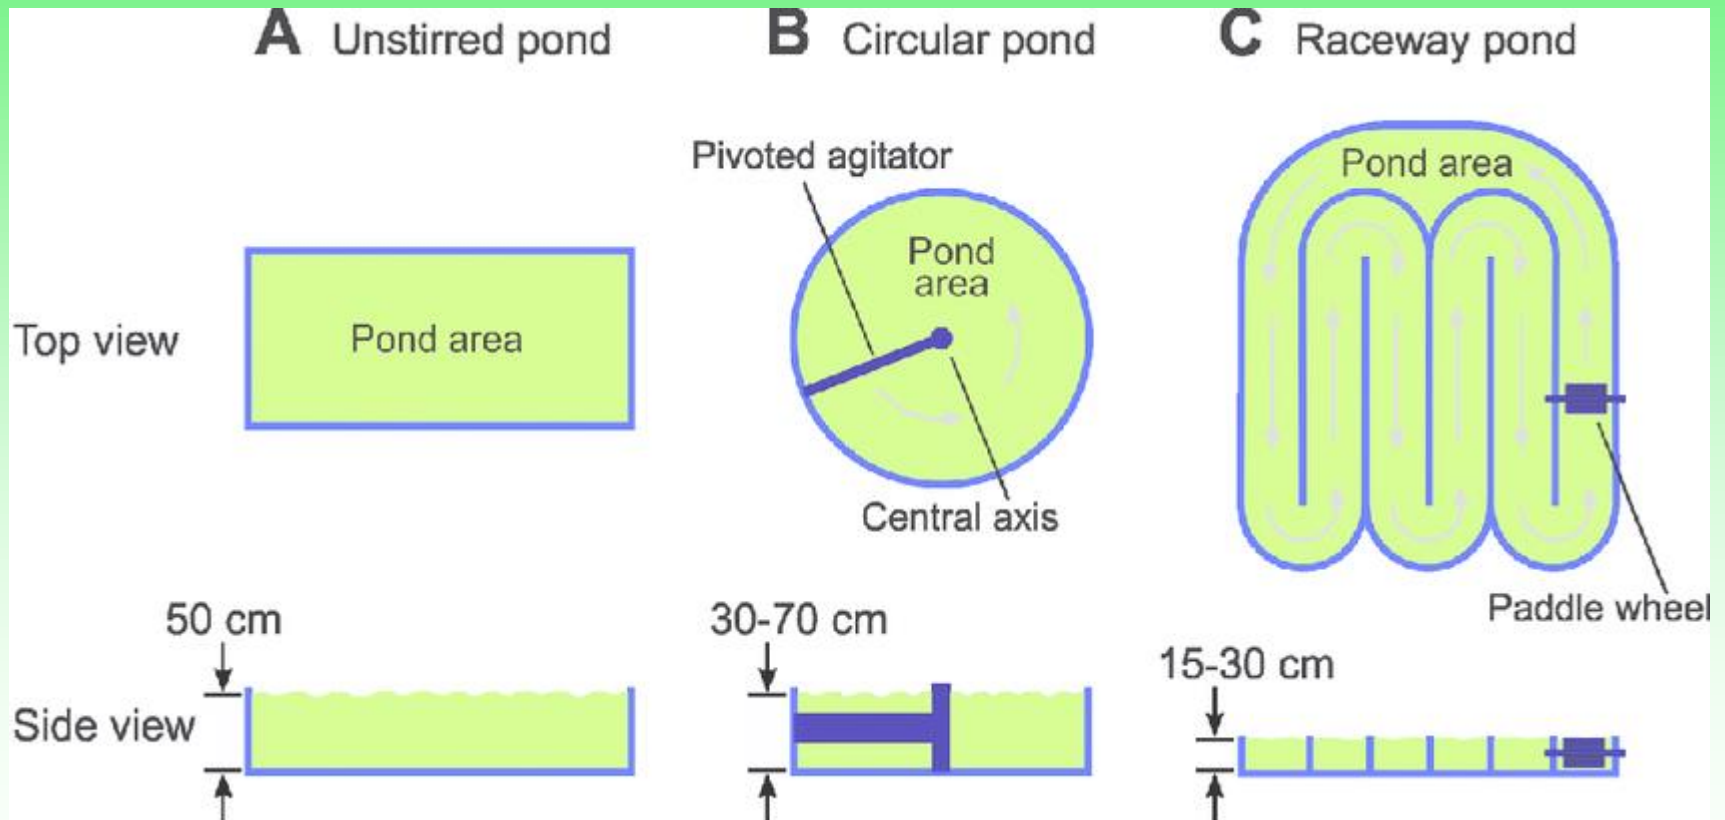 A Unstirred pond
B Circular pond
C Raceway pond
Pivoted agitator
Pond area
Pond
area
Top view
Pond area
Central axis
Paddle wheel
50 cm
30-70 cm
15-30 cm
Side view